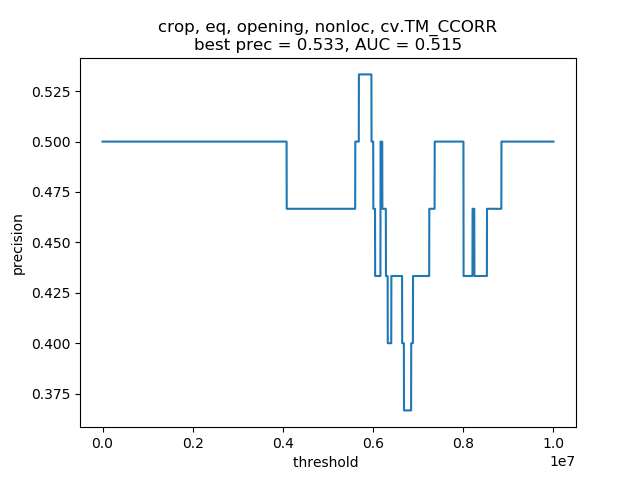 crop, eq, opening, nonloc, cv.TM_CCORR
best prec = 0.533, AUC = 0.515
precision
0.525
0.500
0.475
0.450
0.425
0.400
0.375
0.0 0.2 0.4 0.6 0.8 1.0
1e7
threshold